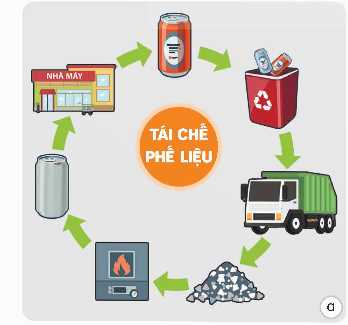 NHÀ MÁY
TÁI CHẾ
PHẾ LIỆU
a